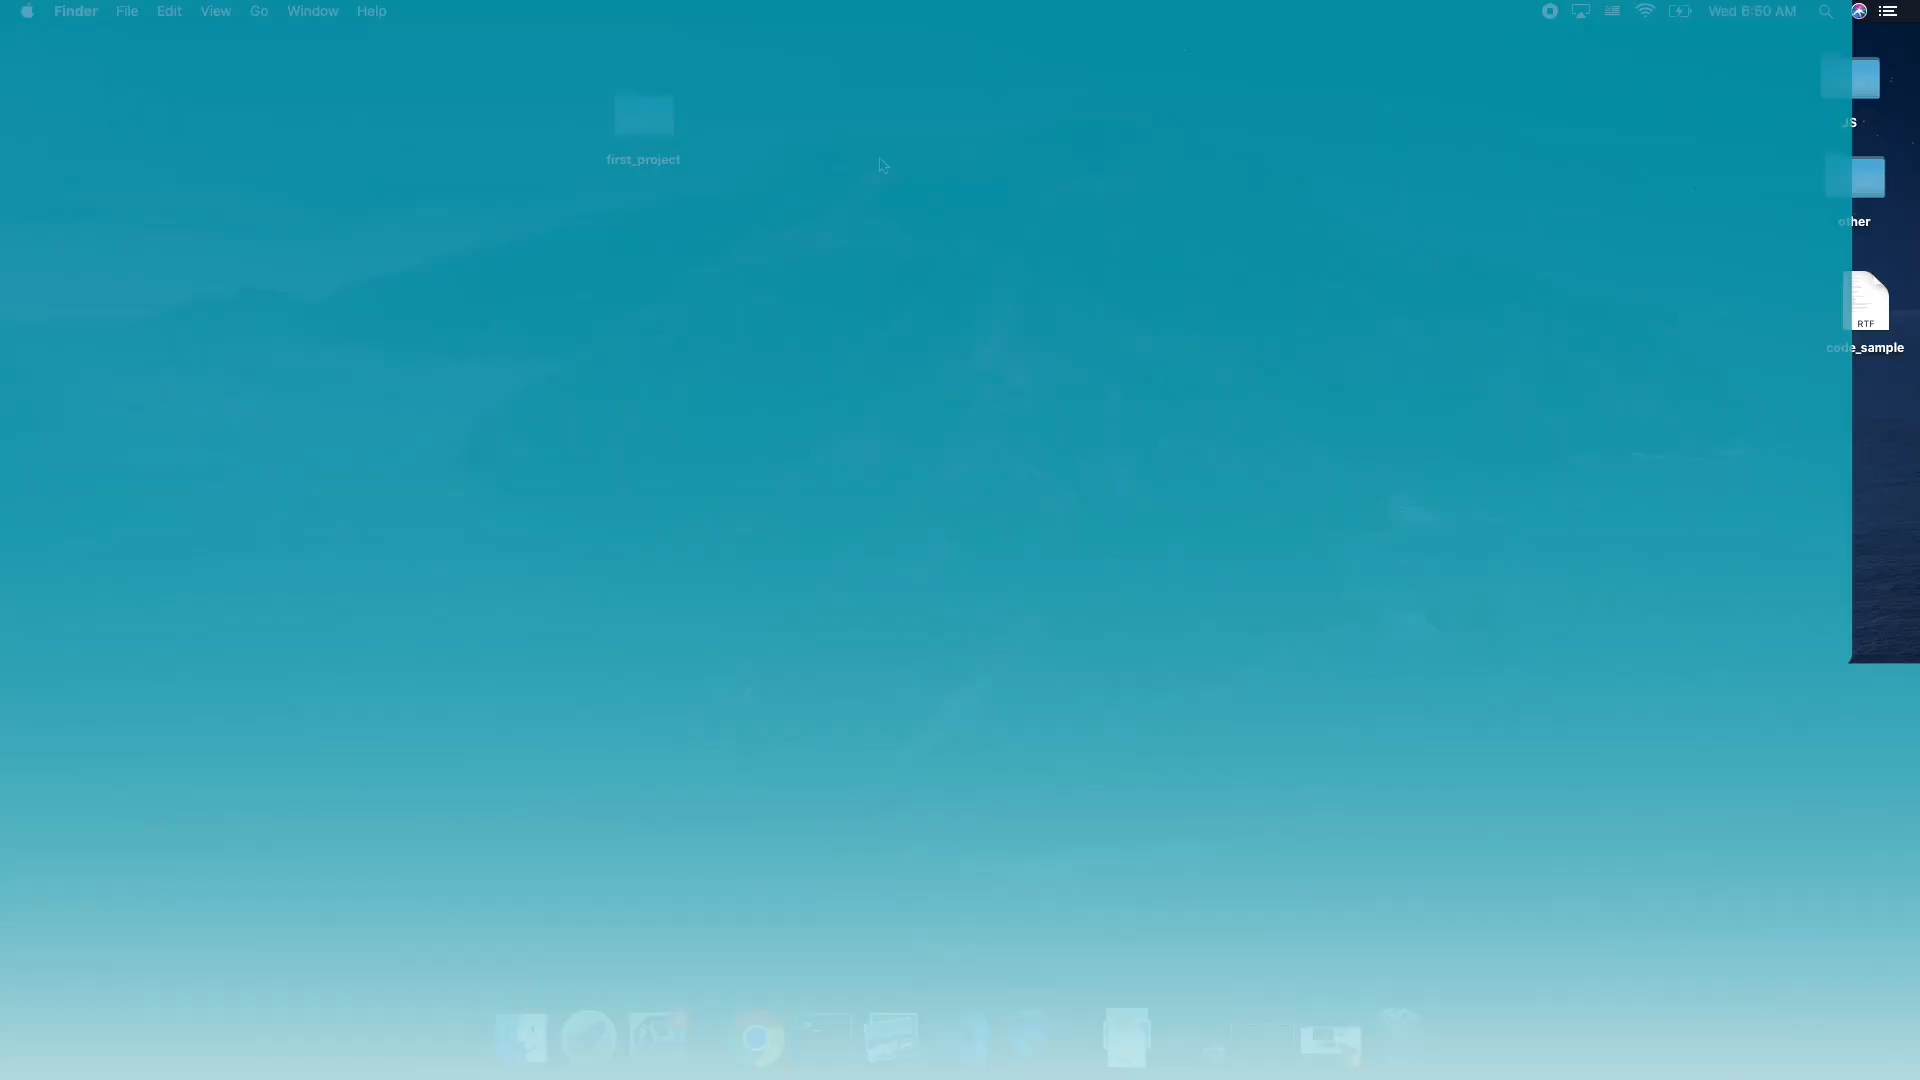 Finder File Edit View Go Window Help Wed 6:50 AM
first_project
JS
other
RTF
code_sample